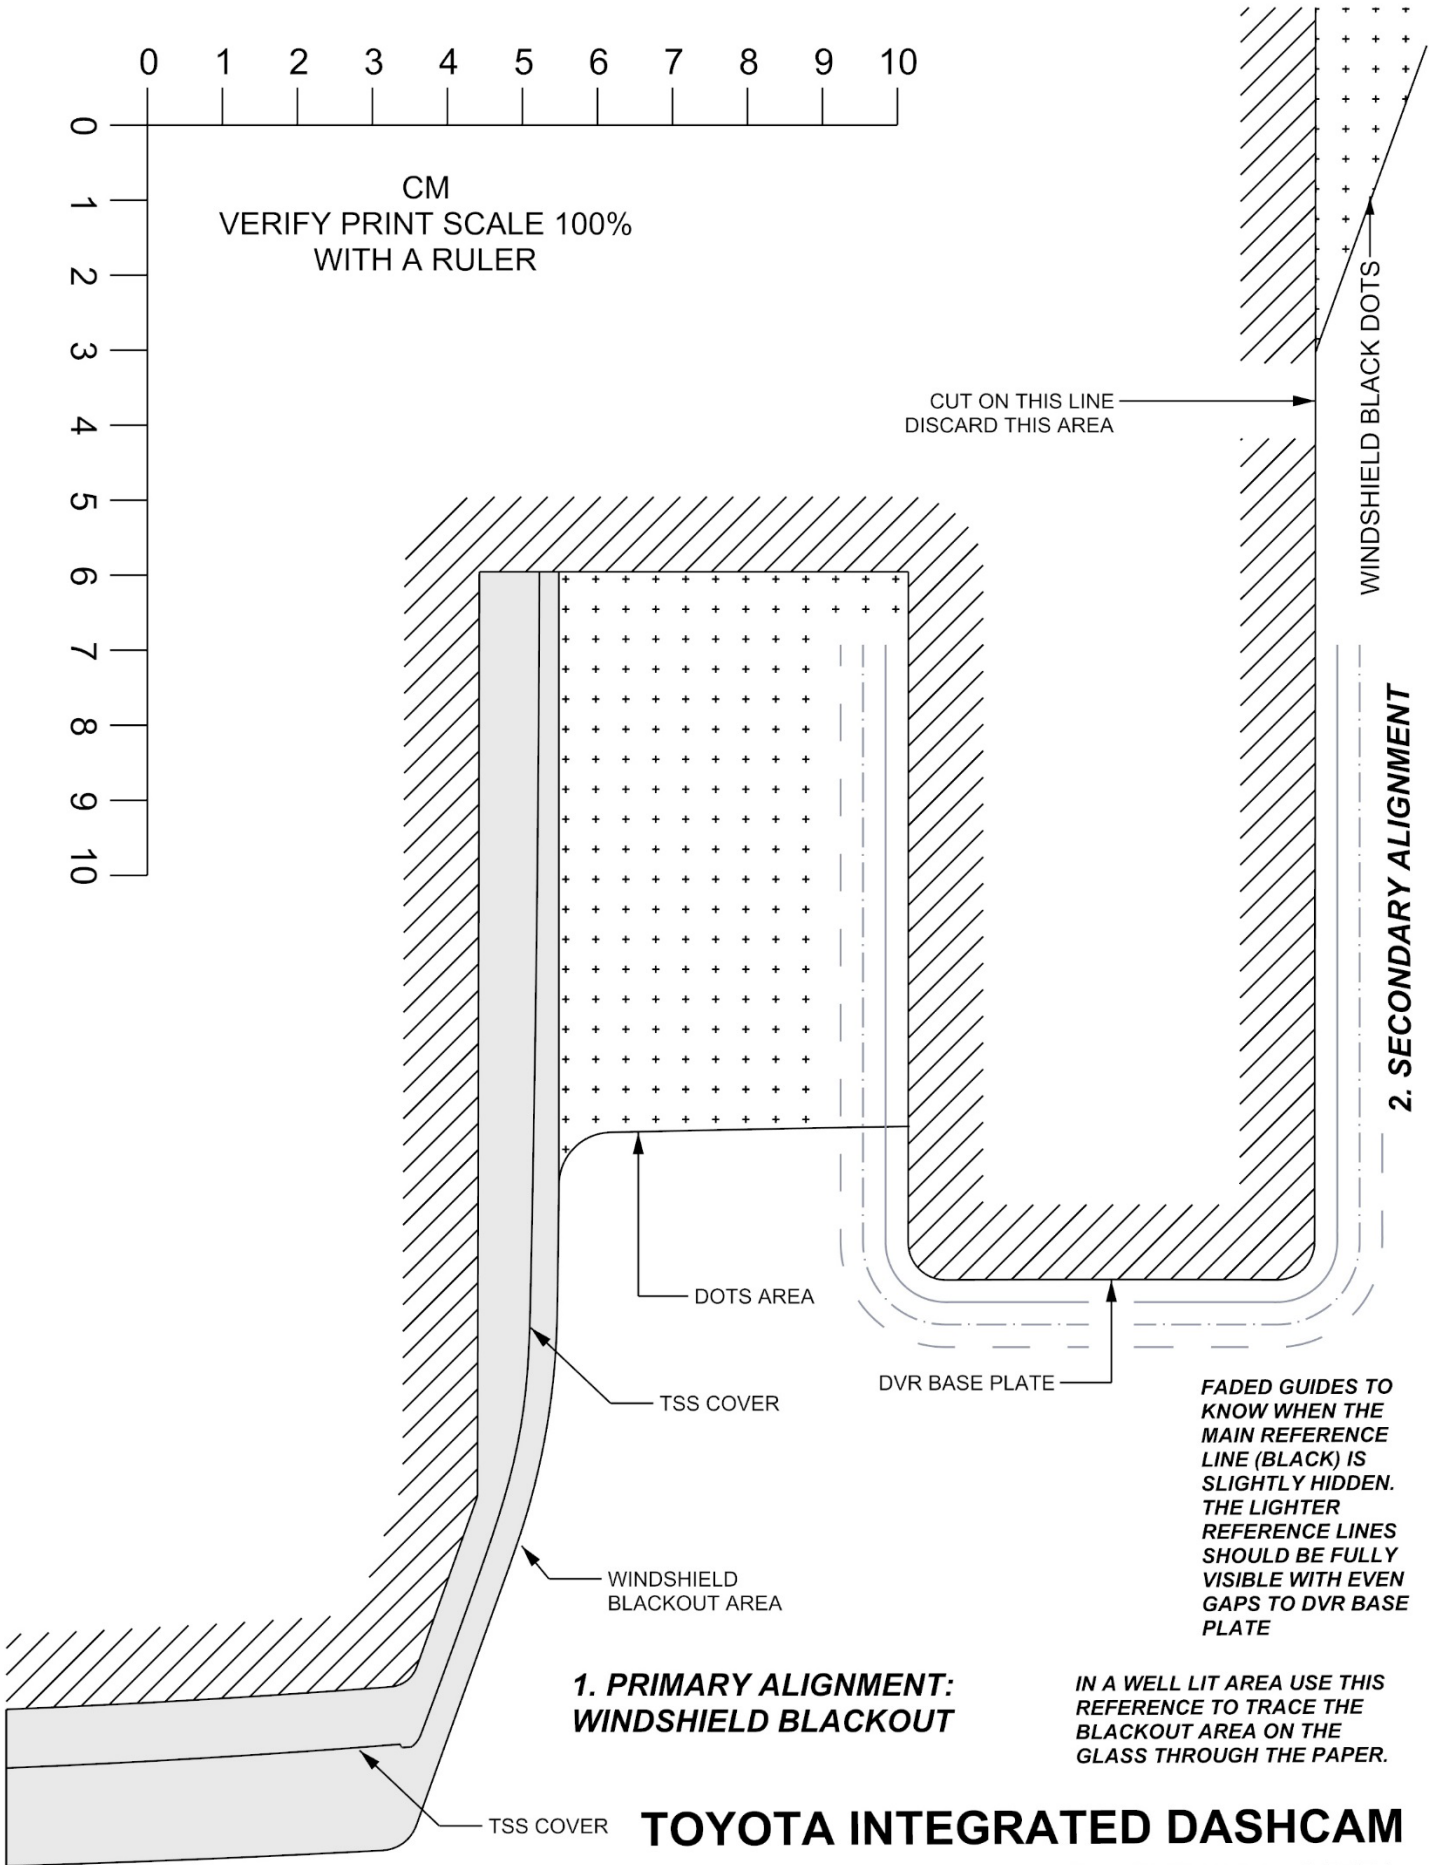 0 1 2 3 4 5 6 7 8 9 10
0
1
2
3
4
5
6
7
8
9
10
CM
VERIFY PRINT SCALE 100%
WITH A RULER
CUT ON THIS LINE
DISCARD THIS AREA
WINDSHIELD BLACK DOTS
2. SECONDARY ALIGNMENT
DOTS AREA
TSS COVER
DVR BASE PLATE
FADED GUIDES TO
KNOW WHEN THE
MAIN REFERENCE
LINE (BLACK) IS
SLIGHTLY HIDDEN.
THE LIGHTER
REFERENCE LINES
SHOULD BE FULLY
VISIBLE WITH EVEN
GAPS TO DVR BASE
PLATE
WINDSHIELD
BLACKOUT AREA
1. PRIMARY ALIGNMENT:
WINDSHIELD BLACKOUT
IN A WELL LIT AREA USE THIS
REFERENCE TO TRACE THE
BLACKOUT AREA ON THE
GLASS THROUGH THE PAPER.
TSS COVER
TOYOTA INTEGRATED DASHCAM